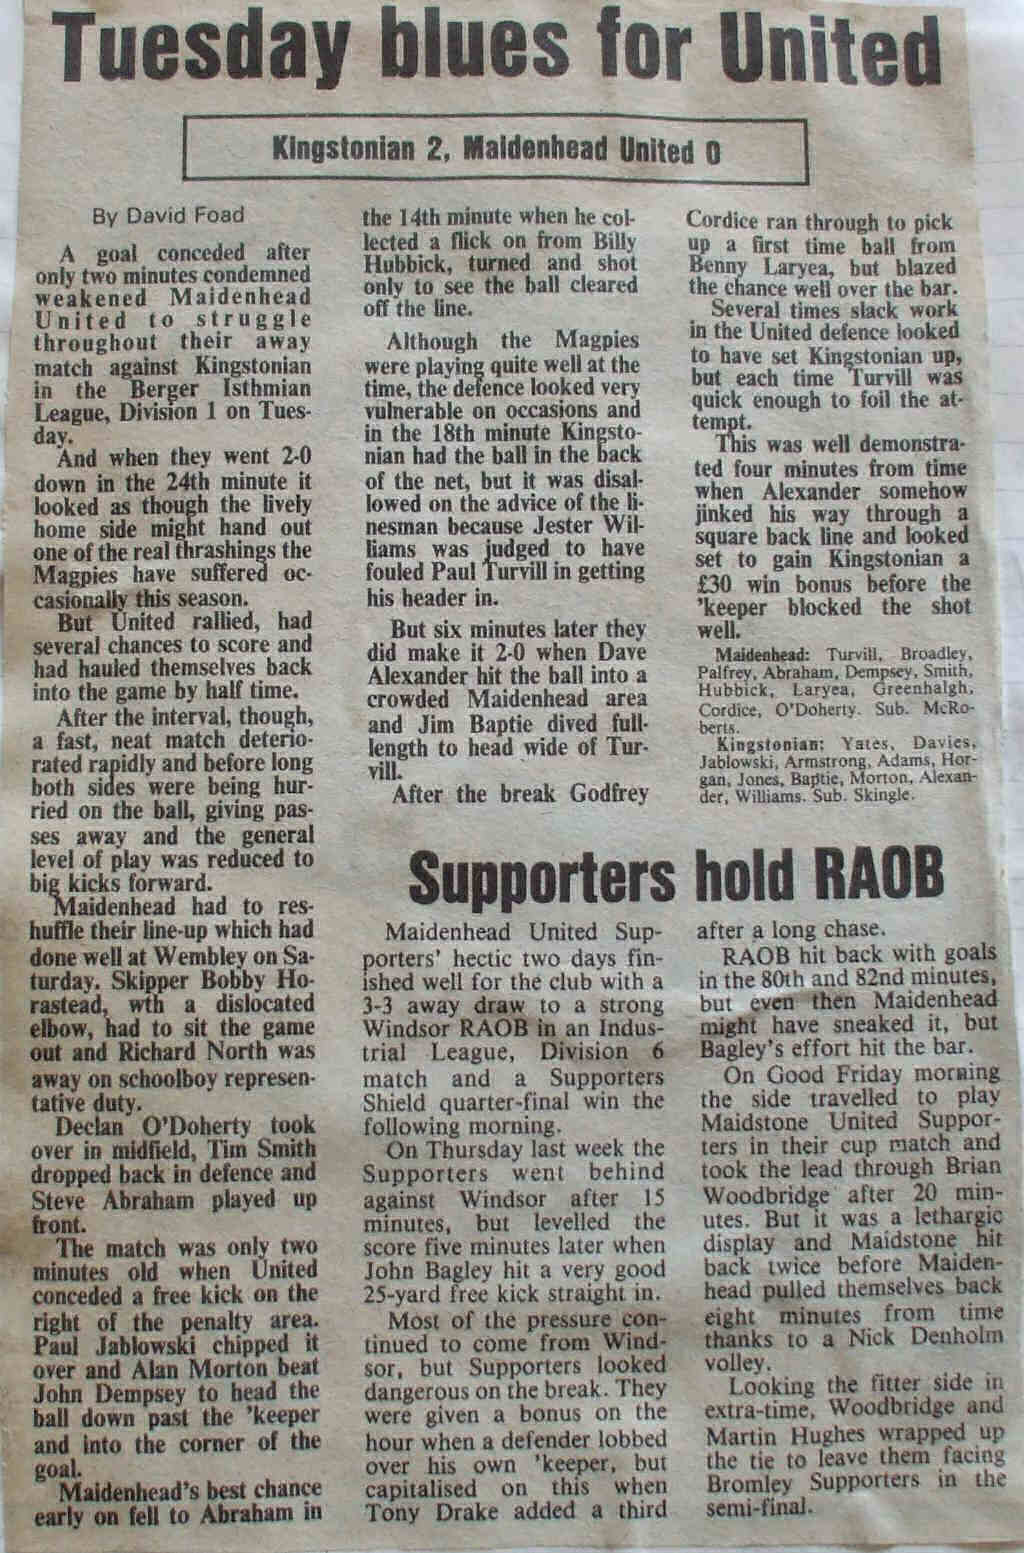 Tuesday blues for United
Kingstonian 2, Maidenhead United 0
By David Foad
A goal conceded after
only two minutes condemned
weakened Maidenhead
United to struggle
throughout their away
match against Kingstonian
in the Berger Isthmian
League, Division 1 on Tues-
day.
And when they went 2-0
down in the 24th minute it
looked as though the lively
home side might hand out
one of the real thrashings the
Magpies have suffered oc-
casionally this season.
But United rallied, had
several chances to score and
had hauled themselves back
into the game by half time.
After the interval, though,
a fast, neat match deterio-
rated rapidly and before long
both sides were being hur-
ried on the ball, giving pas-
ses away and the general
level of play was reduced to
big kicks forward.
Maidenhead had to res-
huffle their line-up which had
done well at Wembley on Sa-
turday. Skipper Bobby Ho-
rastead, wth a dislocated
elbow, had to sit the game
out and Richard North was
away on schoolboy represen-
tative duty.
Declan O'Doherty took
over in midfield, Tim Smith
dropped back in defence and
Steve Abraham played up
front.
The match was only two
minutes old when United
conceded a free kick on the
right of the penalty area.
Paul Jablowski chipped it
over and Alan Morton beat
John Dempsey to head the
ball down past the 'keeper
and into the corner of the
goal.
Maidenhead's best chance
early on fell to Abraham in
the 14th minute when he col-
lected a flick on from Billy
Hubbick, turned and shot
only to see the ball cleared
off the line.
Although the Magpies
were playing quite well at the
time, the defence looked very
vulnerable on occasions and
in the 18th minute Kingsto-
nian had the ball in the back
of the net, but it was disal-
lowed on the advice of the li-
nesman because Jester Wil-
liams was judged to have
fouled Paul Turvill in getting
his header in.
But six minutes later they
did make it 2-0 when Dave
Alexander hit the ball into a
crowded Maidenhead area
and Jim Baptie dived full-
length to head wide of Tur-
vill.
After the break Godfrey
Cordice ran through to pick
up a first time ball from
Benny Laryea, but blazed
the chance well over the bar.
Several times slack work
in the United defence looked
to have set Kingstonian up,
but each time Turvill was
quick enough to foil the at-
tempt.
This was well demonstra-
ted four minutes from time
when Alexander somehow
jinked his way through a
square back line and looked
set to gain Kingstonian a
£30 win bonus before the
'keeper blocked the shot
well.
Maidenhead: Turvill, Broadley,
Palfrey, Abraham, Dempsey, Smith,
Hubbick, Laryea, Greenhalgh,
Cordice, O'Doherty. Sub. McRo-
berts.
Kingstonian: Yates, Davies,
Jablowski, Armstrong, Adams, Hor-
gan, Jones, Baptie, Morton, Alexan-
der, Williams. Sub. Skingle.
Supporters hold RAOB
Maidenhead United Sup-
porters' hectic two days fin-
ished well for the club with a
3-3 away draw to a strong
Windsor RAOB in an Indus-
trial League, Division 6
match and a Supporters
Shield quarter-final win the
following morning.
On Thursday last week the
Supporters went behind
against Windsor after 15
minutes, but levelled the
score five minutes later when
John Bagley hit a very good
25-yard free kick straight in.
Most of the pressure con-
tinued to come from Wind-
sor, but Supporters looked
dangerous on the break. They
were given a bonus on the
hour when a defender lobbed
over his own 'keeper, but
capitalised on this when
Tony Drake added a third
after a long chase.
RAOB hit back with goals
in the 80th and 82nd minutes,
but even then Maidenhead
might have sneaked it, but
Bagley's effort hit the bar.
On Good Friday morning
the side travelled to play
Maidstone United Suppor-
ters in their cup match and
took the lead through Brian
Woodbridge after 20 min-
utes. But it was a lethargic
display and Maidstone hit
back twice before Maiden-
head pulled themselves back
eight minutes from time
thanks to a Nick Denholm
volley.
Looking the fitter side in
extra-time, Woodbridge and
Martin Hughes wrapped up
the tie to leave them facing
Bromley Supporters in the
semi-final.